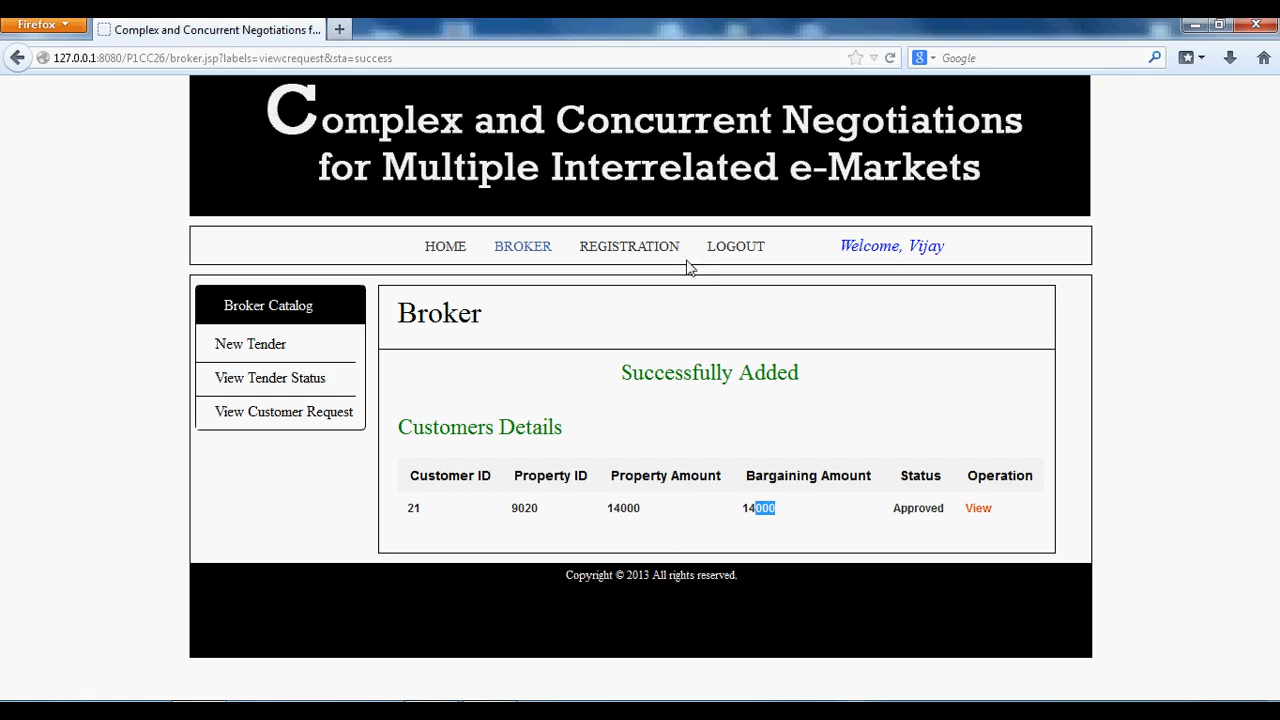 Firefox
Complex and Concurrent Negotiations f...
127.0.0.1:8080/P1CC26/broker.jsp?labels=viewcrequest&sta=success
Google
Complex and Concurrent Negotiations
for Multiple Interrelated e-Markets
HOME BROKER REGISTRATION LOGOUT Welcome, Vijay
Broker Catalog
New Tender
View Tender Status
View Customer Request
Broker
Successfully Added
Customers Details
Customer ID Property ID Property Amount Bargaining Amount Status Operation
21 9020 14000 14000 Approved View
Copyright © 2013 All rights reserved.